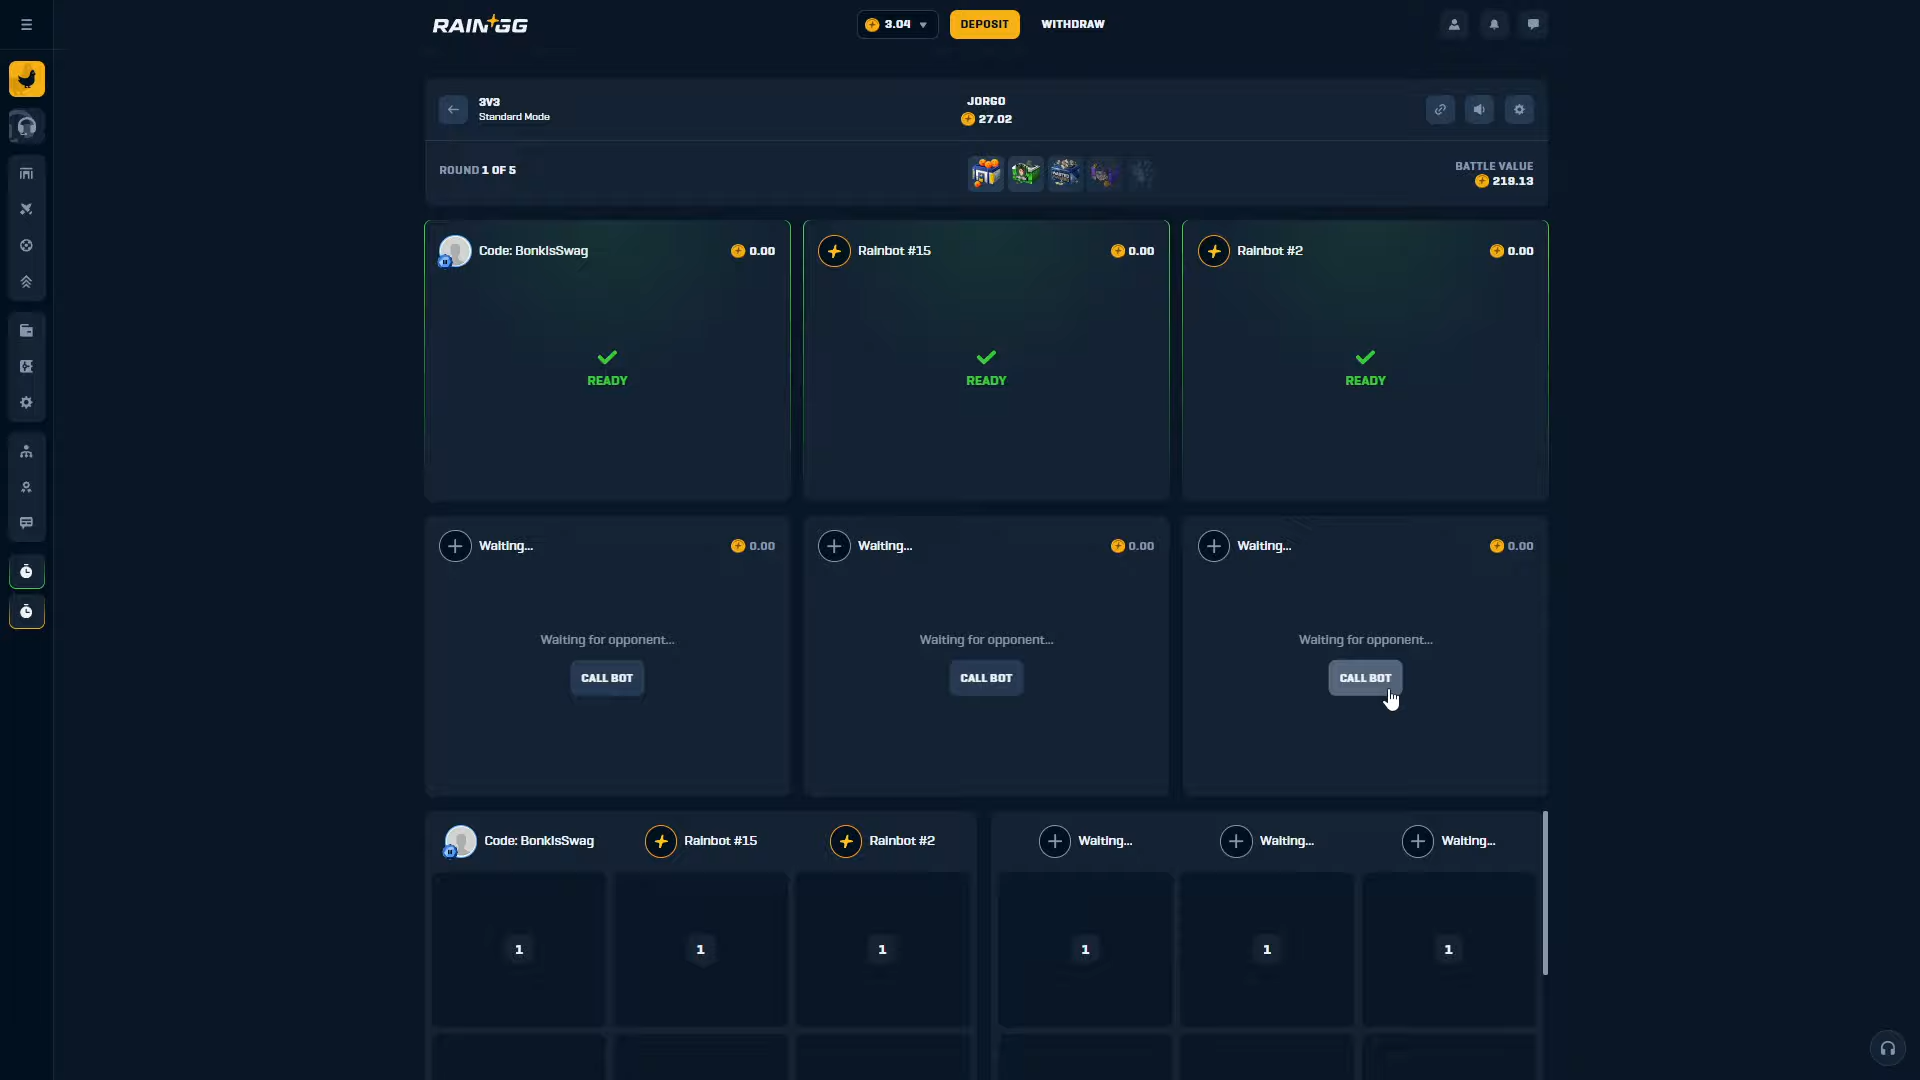 RAIN GG
3.04
DEPOSIT
WITHDRAW
3V3
Standard Mode
JORGO
27.02
ROUND 1 OF 5
BATTLE VALUE
219.13
Code: BonkIsSwag
0.00
Rainbot #15
0.00
Rainbot #2
0.00
READY
READY
READY
Waiting...
0.00
Waiting...
0.00
Waiting...
0.00
Waiting for opponent...
Waiting for opponent...
Waiting for opponent...
CALL BOT
CALL BOT
CALL BOT
Code: BonkIsSwag
Rainbot #15
Rainbot #2
Waiting...
Waiting...
Waiting...
1
1
1
1
1
1